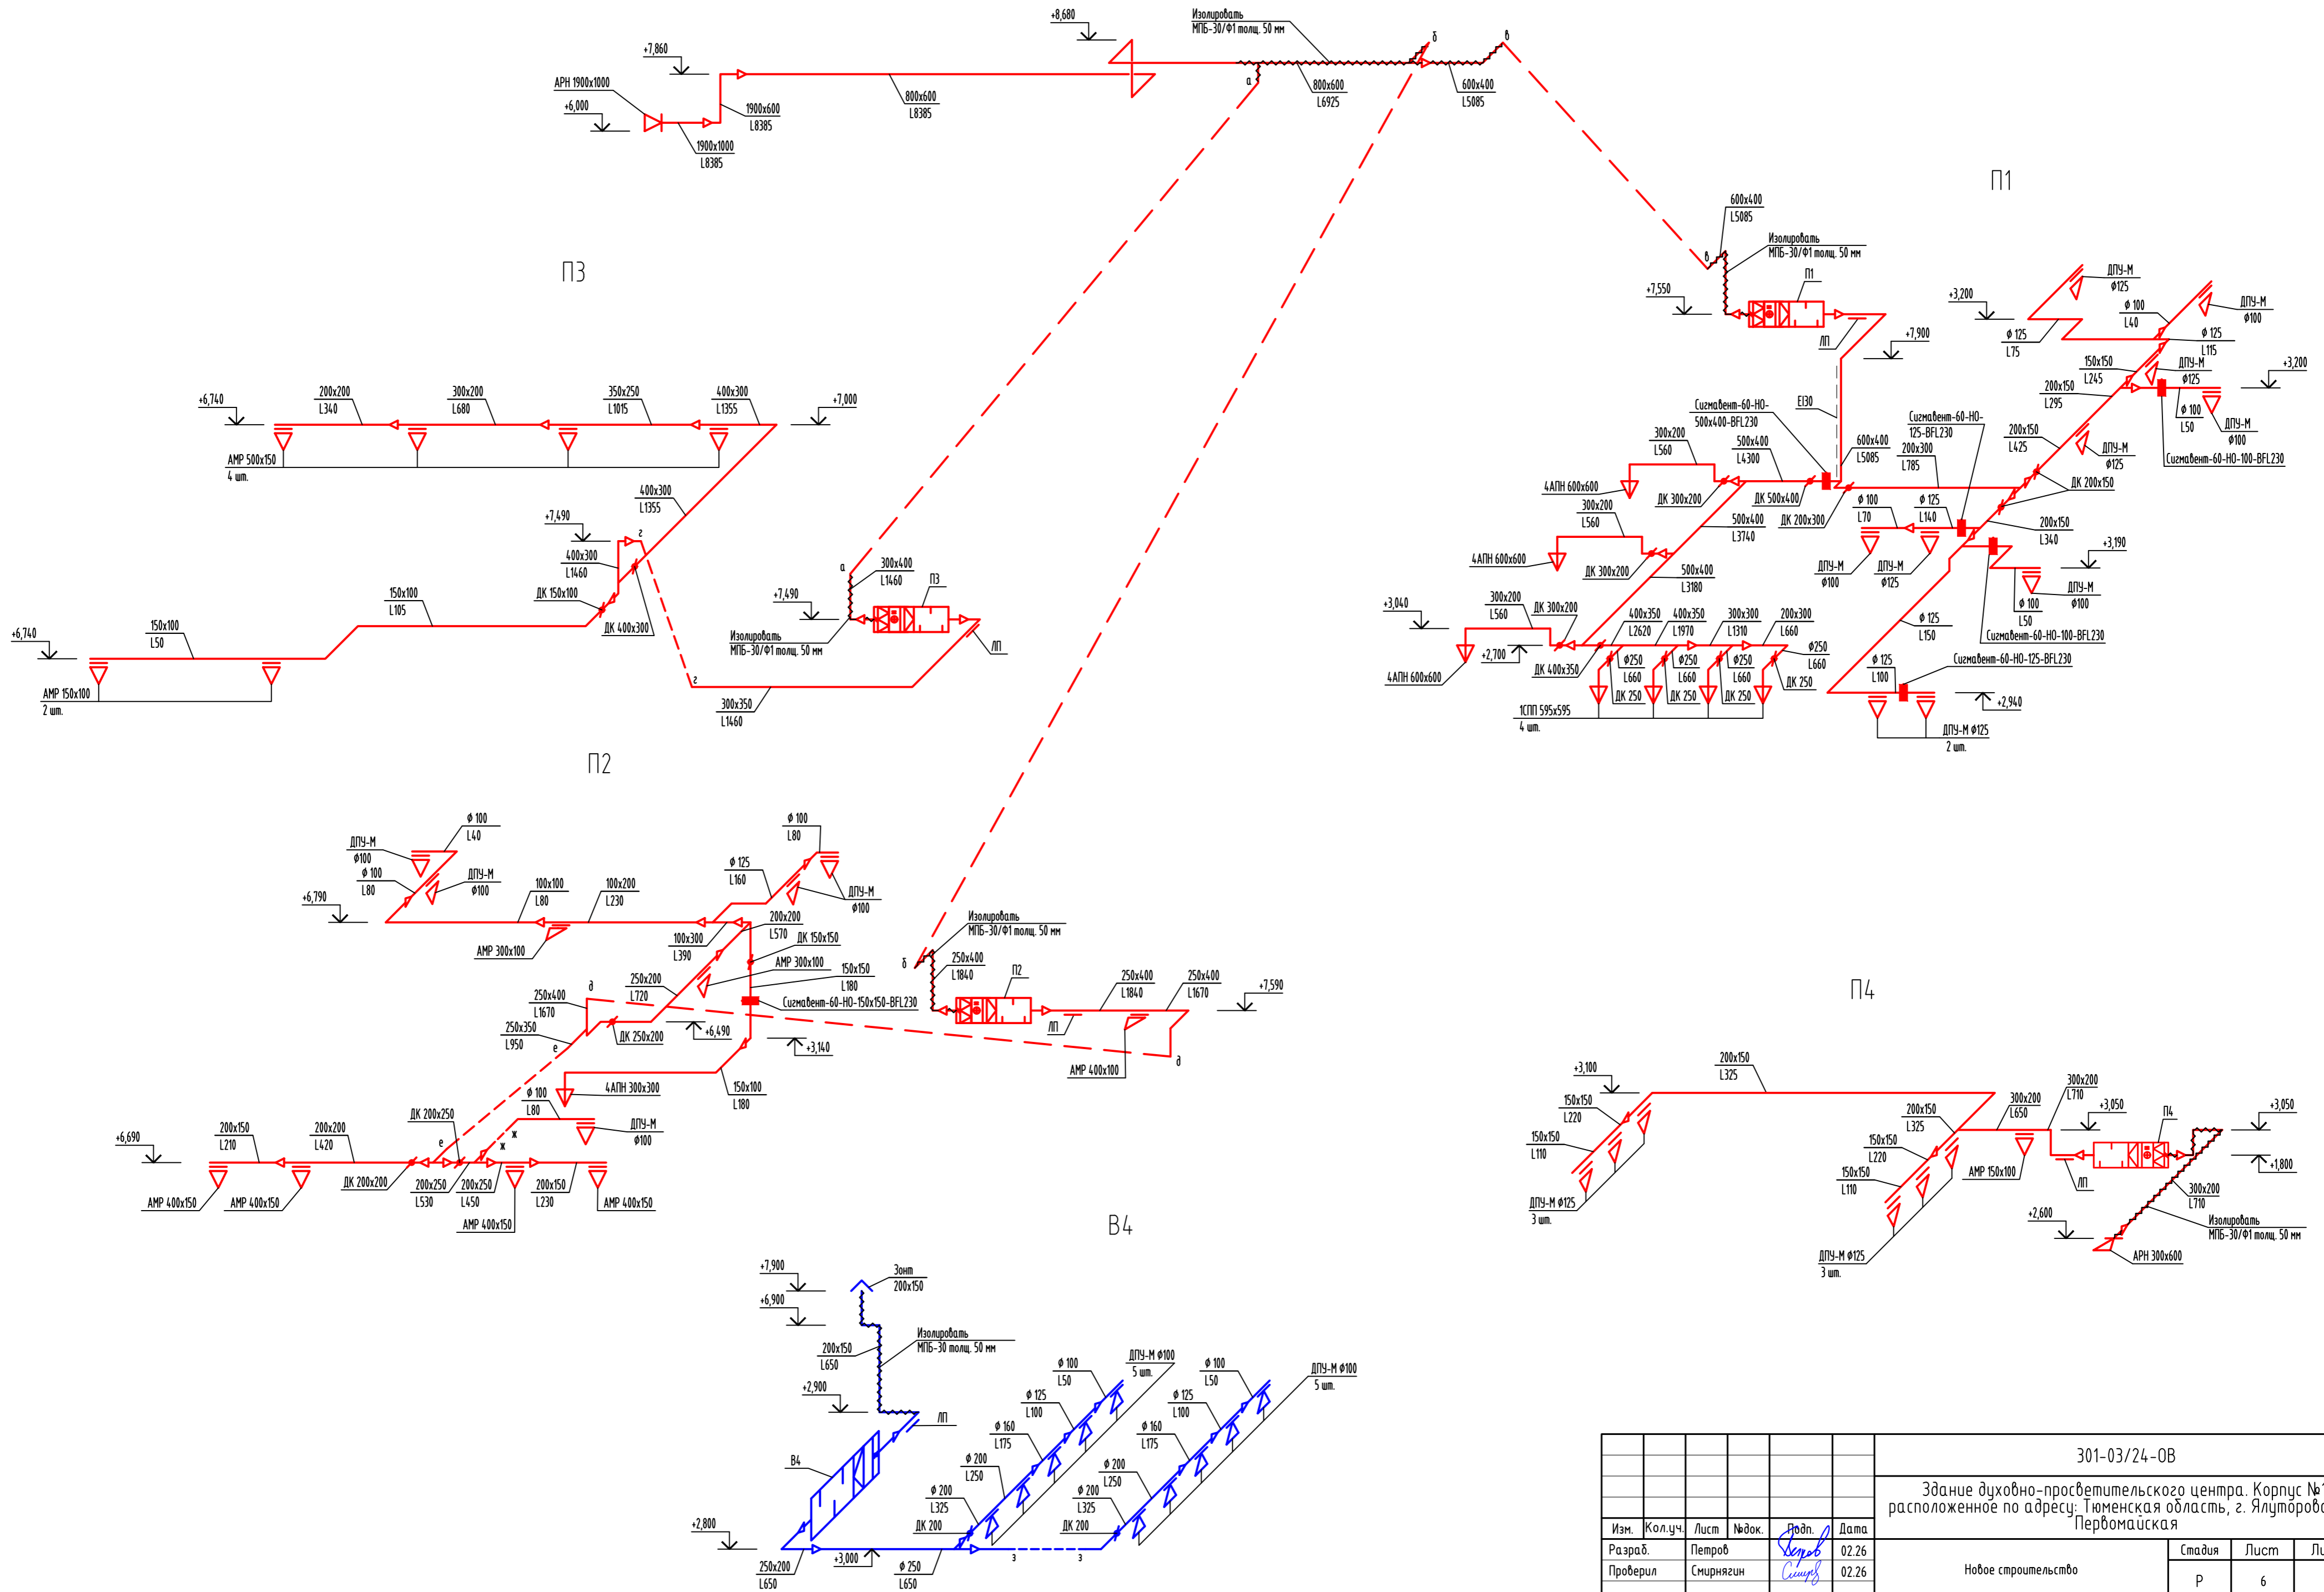 +8,680
Изолировать
МПБ-30/Ф1 толщ. 50 мм
б
в
+7,860
АРН 1900х1000
+6,000
1900х600
L8385
1900х1000
L8385
800х600
L8385
а
800х600
L6925
600х400
L5085
П1
600х400
L5085
Изолировать
МПБ-30/Ф1 толщ. 50 мм
в
П1
+7,550
ЛП
+7,900
EI30
600х400
L5085
Сигмавент-60-НО-
500х400-BFL230
500х400
L4300
300х200
L560
4АПН 600х600
ДК 300х200
ДК 500х400
ДК 200х300
300х200
L560
500х400
L3740
4АПН 600х600
ДК 300х200
500х400
L3180
+3,040
300х200
L560
ДК 300х200
4АПН 600х600
+2,700
ДК 400х350
400х350
L2620
400х350
L1970
300х300
L1310
200х300
L660
ϕ250
L660
ϕ250
L660
ϕ250
L660
ϕ250
L660
ДК 250
ДК 250
ДК 250
ДК 250
1СПП 595х595
4 шт.
+3,200
ДПУ-М
ϕ125
ϕ 100
L40
ДПУ-М
ϕ100
ϕ 125
L75
ϕ 125
L115
150х150
L245
ДПУ-М
ϕ125
+3,200
200х150
L295
ϕ 100
L50
ДПУ-М
ϕ100
Сигмавент-60-НО-
125-BFL230
200х300
L785
200х150
L425
ДПУ-М
ϕ125
Сигмавент-60-НО-100-BFL230
ДК 200х150
ϕ 100
L70
ϕ 125
L140
200х150
L340
ДПУ-М
ϕ100
ДПУ-М
ϕ125
+3,190
ДПУ-М
ϕ100
ϕ 100
L50
Сигмавент-60-НО-100-BFL230
ϕ 125
L150
Сигмавент-60-НО-125-BFL230
ϕ 125
L100
+2,940
ДПУ-М ϕ125
2 шт.
П3
+6,740
200х200
L340
300х200
L680
350х250
L1015
400х300
L1355
+7,000
АМР 500х150
4 шт.
400х300
L1355
+7,490
г
400х300
L1460
ДК 150х100
ДК 400х300
150х100
L105
+6,740
150х100
L50
АМР 150х100
2 шт.
а
300х400
L1460
П3
+7,490
Изолировать
МПБ-30/Ф1 толщ. 50 мм
ЛП
г
300х350
L1460
П2
ϕ 100
L40
ДПУ-М
ϕ100
ϕ 100
L80
ДПУ-М
ϕ100
+6,790
100х100
L80
100х200
L230
АМР 300х100
ϕ 100
L80
ϕ 125
L160
ДПУ-М
ϕ100
100х300
L390
200х200
L570
ДК 150х150
АМР 300х100
150х150
L180
Сигмавент-60-НО-150х150-BFL230
250х200
L720
д
250х400
L1670
250х350
L950
е
ДК 250х200
+6,490
+3,140
4АПН 300х300
150х100
L180
ϕ 100
L80
ДПУ-М
ϕ100
ж
ж
ДК 200х250
е
+6,690
200х150
L210
200х200
L420
ДК 200х200
200х250
L530
200х250
L450
200х150
L230
АМР 400х150
АМР 400х150
АМР 400х150
АМР 400х150
б
Изолировать
МПБ-30/Ф1 толщ. 50 мм
250х400
L1840
П2
250х400
L1840
250х400
L1670
+7,590
ЛП
АМР 400х100
д
П4
+3,100
200х150
L325
150х150
L220
150х150
L110
ДПУ-М ϕ125
3 шт.
200х150
L325
150х150
L220
150х150
L110
ДПУ-М ϕ125
3 шт.
300х200
L650
300х200
L710
+3,050
АМР 150х100
П4
ЛП
+3,050
+1,800
300х200
L710
+2,600
Изолировать
МПБ-30/Ф1 толщ. 50 мм
АРН 300х600
В4
+7,900
Зонт
200х150
+6,900
200х150
L650
Изолировать
МПБ-30 толщ. 50 мм
+2,900
ЛП
В4
+2,800
250х200
L650
+3,000
ϕ 250
L650
ДК 200
ϕ 200
L325
ϕ 200
L250
ϕ 160
L175
ϕ 125
L100
ϕ 100
L50
ДПУ-М ϕ100
5 шт.
з
з
ДК 200
ϕ 200
L325
ϕ 200
L250
ϕ 160
L175
ϕ 125
L100
ϕ 100
L50
ДПУ-М ϕ100
5 шт.
301-03/24-ОВ
Здание духовно-просветительского центра. Корпус №1
расположенное по адресу: Тюменская область, г. Ялуторовс
Первомайская
Изм. Кол.уч. Лист №док. Подп. Дата
Разраб. Петров 02.26
Проверил Смирнягин 02.26
Новое строительство
Стадия Лист
Р 6